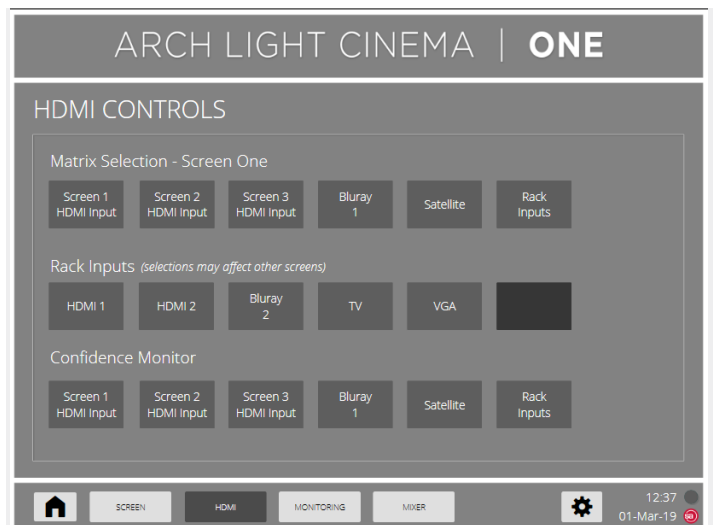 ARCH LIGHT CINEMA | ONE
HDMI CONTROLS
Matrix Selection - Screen One
Screen 1 HDMI Input
Screen 2 HDMI Input
Screen 3 HDMI Input
Bluray 1
Satellite
Rack Inputs
Rack Inputs (selections may affect other screens)
HDMI 1
HDMI 2
Bluray 2
TV
VGA
Confidence Monitor
Screen 1 HDMI Input
Screen 2 HDMI Input
Screen 3 HDMI Input
Bluray 1
Satellite
Rack Inputs
SCREEN
HDMI
MONITORING
MIXER
12:37
01-Mar-19